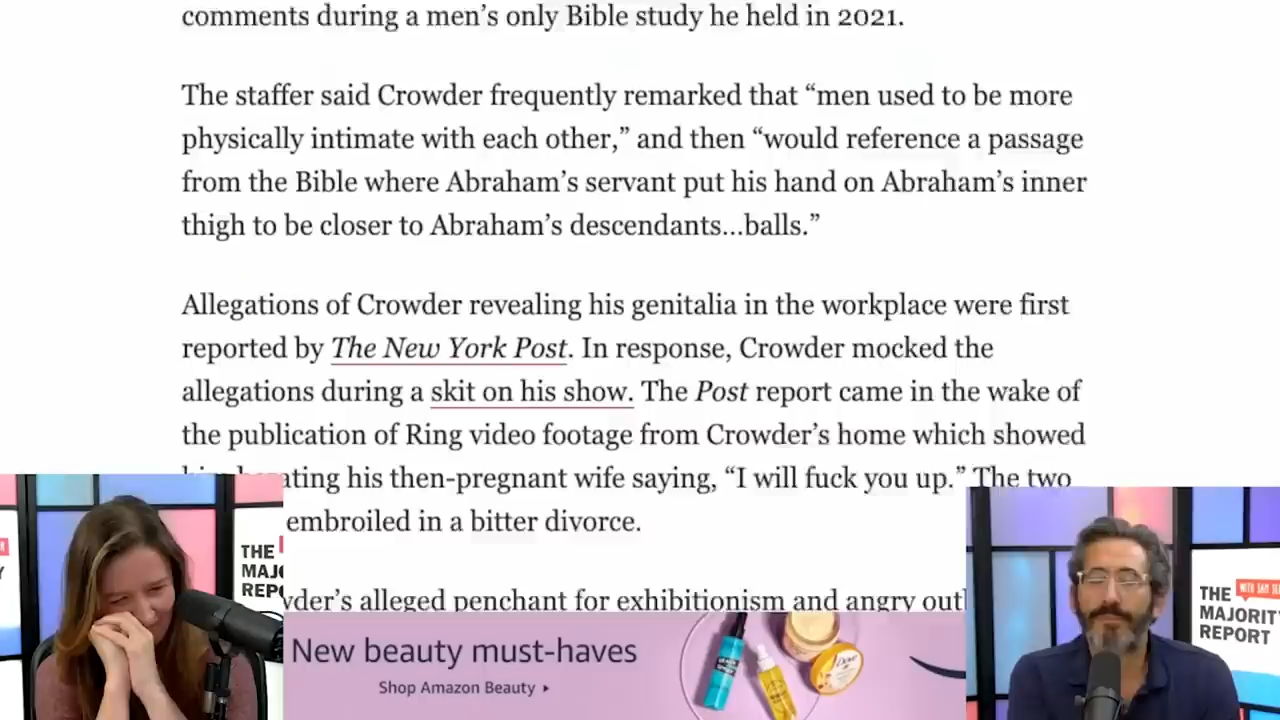 comments during a men's only Bible study he held in 2021.
The staffer said Crowder frequently remarked that “men used to be more
physically intimate with each other,” and then “would reference a passage
from the Bible where Abraham’s servant put his hand on Abraham’s inner
thigh to be closer to Abraham’s descendants…balls.”
Allegations of Crowder revealing his genitalia in the workplace were first
reported by The New York Post. In response, Crowder mocked the
allegations during a skit on his show. The Post report came in the wake of
the publication of Ring video footage from Crowder’s home which showed
his then-pregnant wife saying, “I will fuck you up.” The two
embroiled in a bitter divorce.
alleged penchant for exhibitionism and angry
New beauty must-haves
Shop Amazon Beauty
Dove
THE
MAJ
REP
THE
WITH SAM
MAJORIT
REPORT